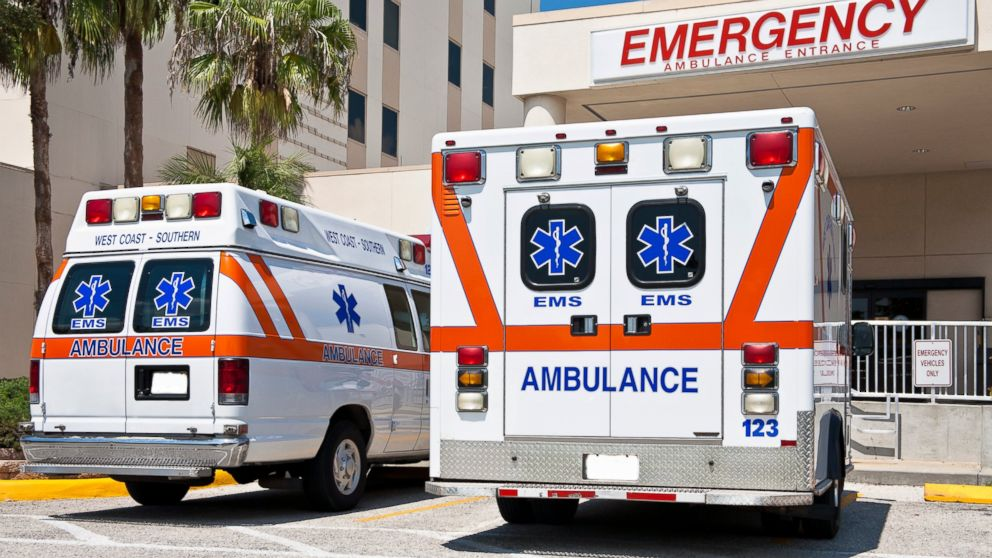 EMERGENCY
AMBULANCE ENTRANCE
WEST COAST - SOUTHERN
WEST COAST - SOUTHERN
EMS
EMS
AMBULANCE
AMBULANCE
EMS
EMS
AMBULANCE
123
EMERGENCY
VEHICLES
ONLY